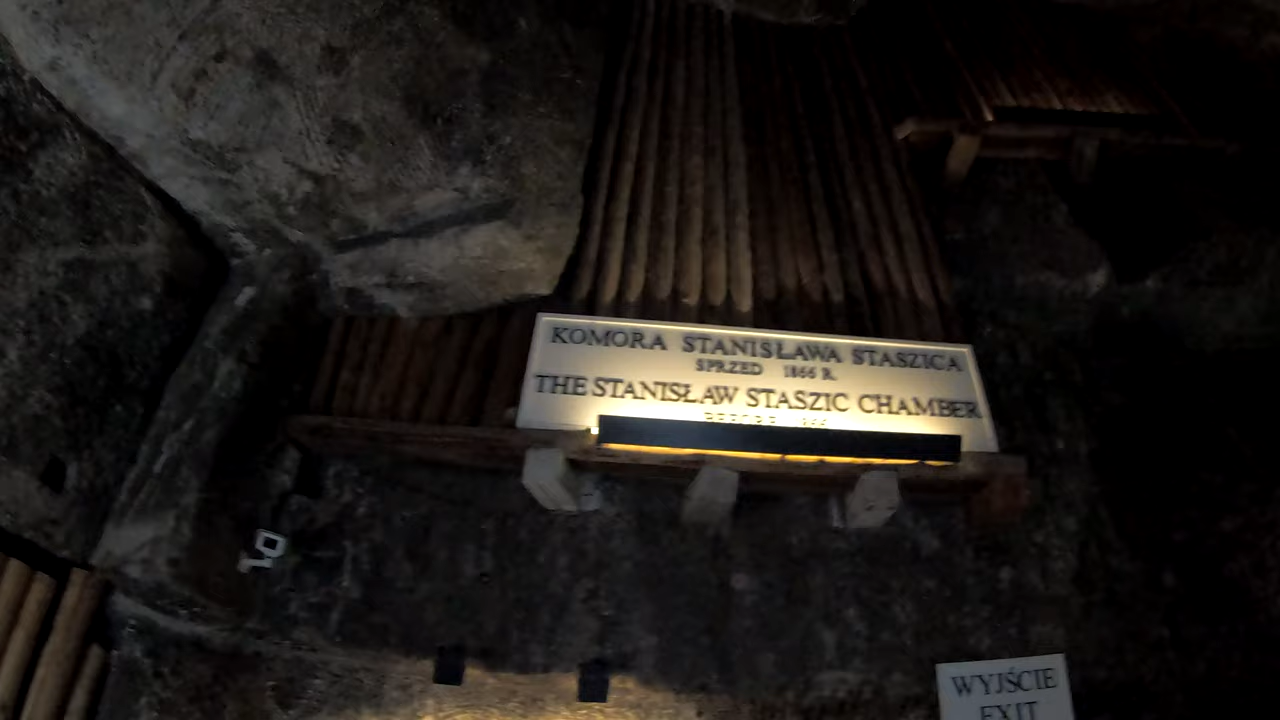 KOMORA STANISŁAWA STASZICA
SPRZED 1866 R.
THE STANISŁAW STASZIC CHAMBER
WYJŚCIE
EXIT